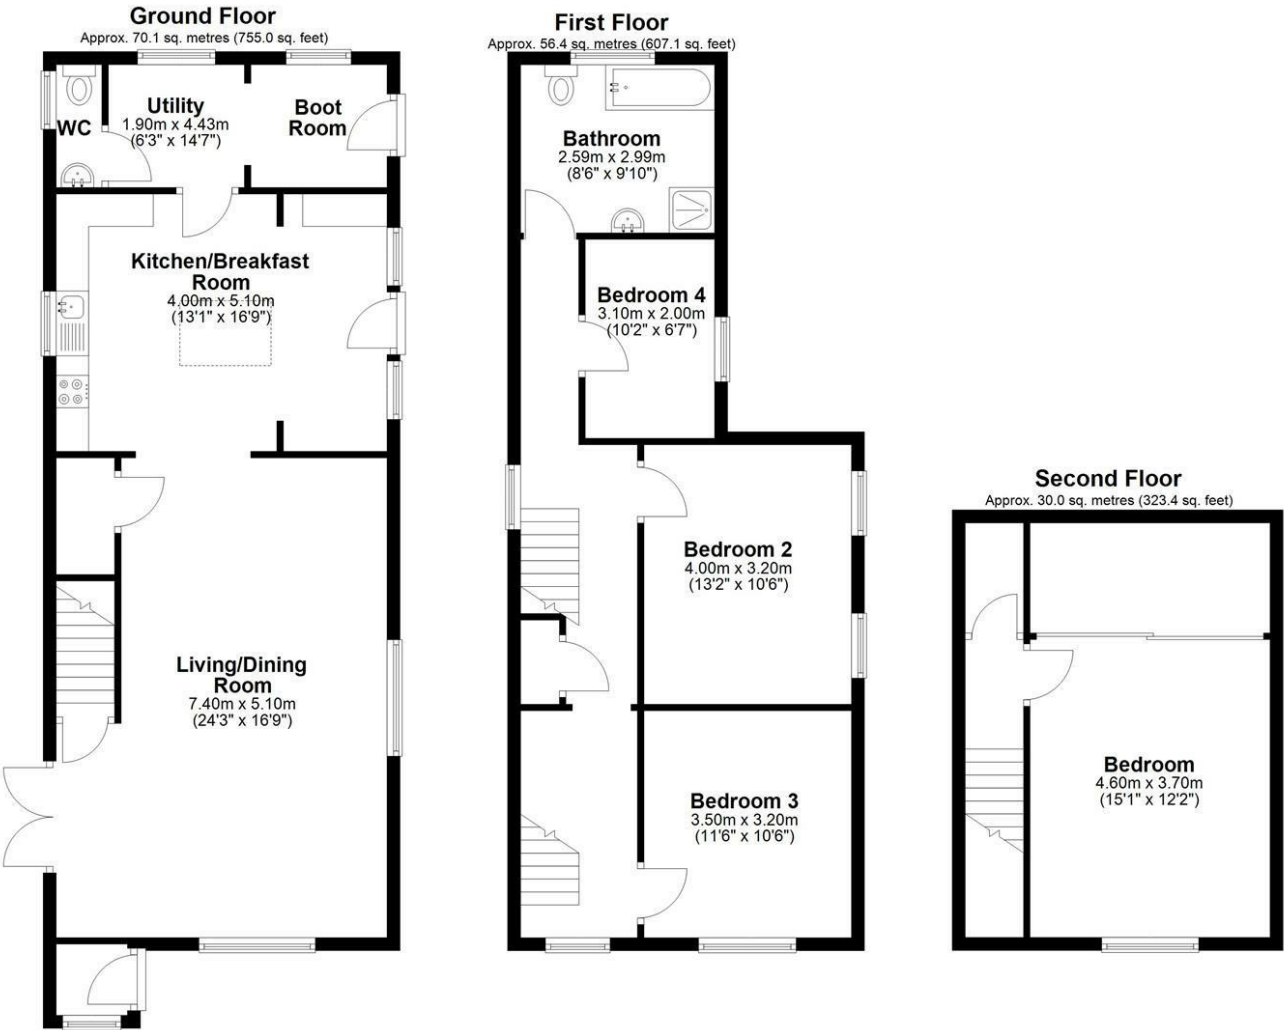 Ground Floor
Approx. 70.1 sq. metres (755.0 sq. feet)
WC
Utility
1.90m x 4.43m
(6'3" x 14'7")
Boot
Room
Kitchen/Breakfast
Room
4.00m x 5.10m
(13'1" x 16'9")
Living/Dining
Room
7.40m x 5.10m
(24'3" x 16'9")
First Floor
Approx. 56.4 sq. metres (607.1 sq. feet)
Bathroom
2.59m x 2.99m
(8'6" x 9'10")
Bedroom 4
3.10m x 2.00m
(10'2" x 6'7")
Bedroom 2
4.00m x 3.20m
(13'2" x 10'6")
Bedroom 3
3.50m x 3.20m
(11'6" x 10'6")
Second Floor
Approx. 30.0 sq. metres (323.4 sq. feet)
Bedroom
4.60m x 3.70m
(15'1" x 12'2")